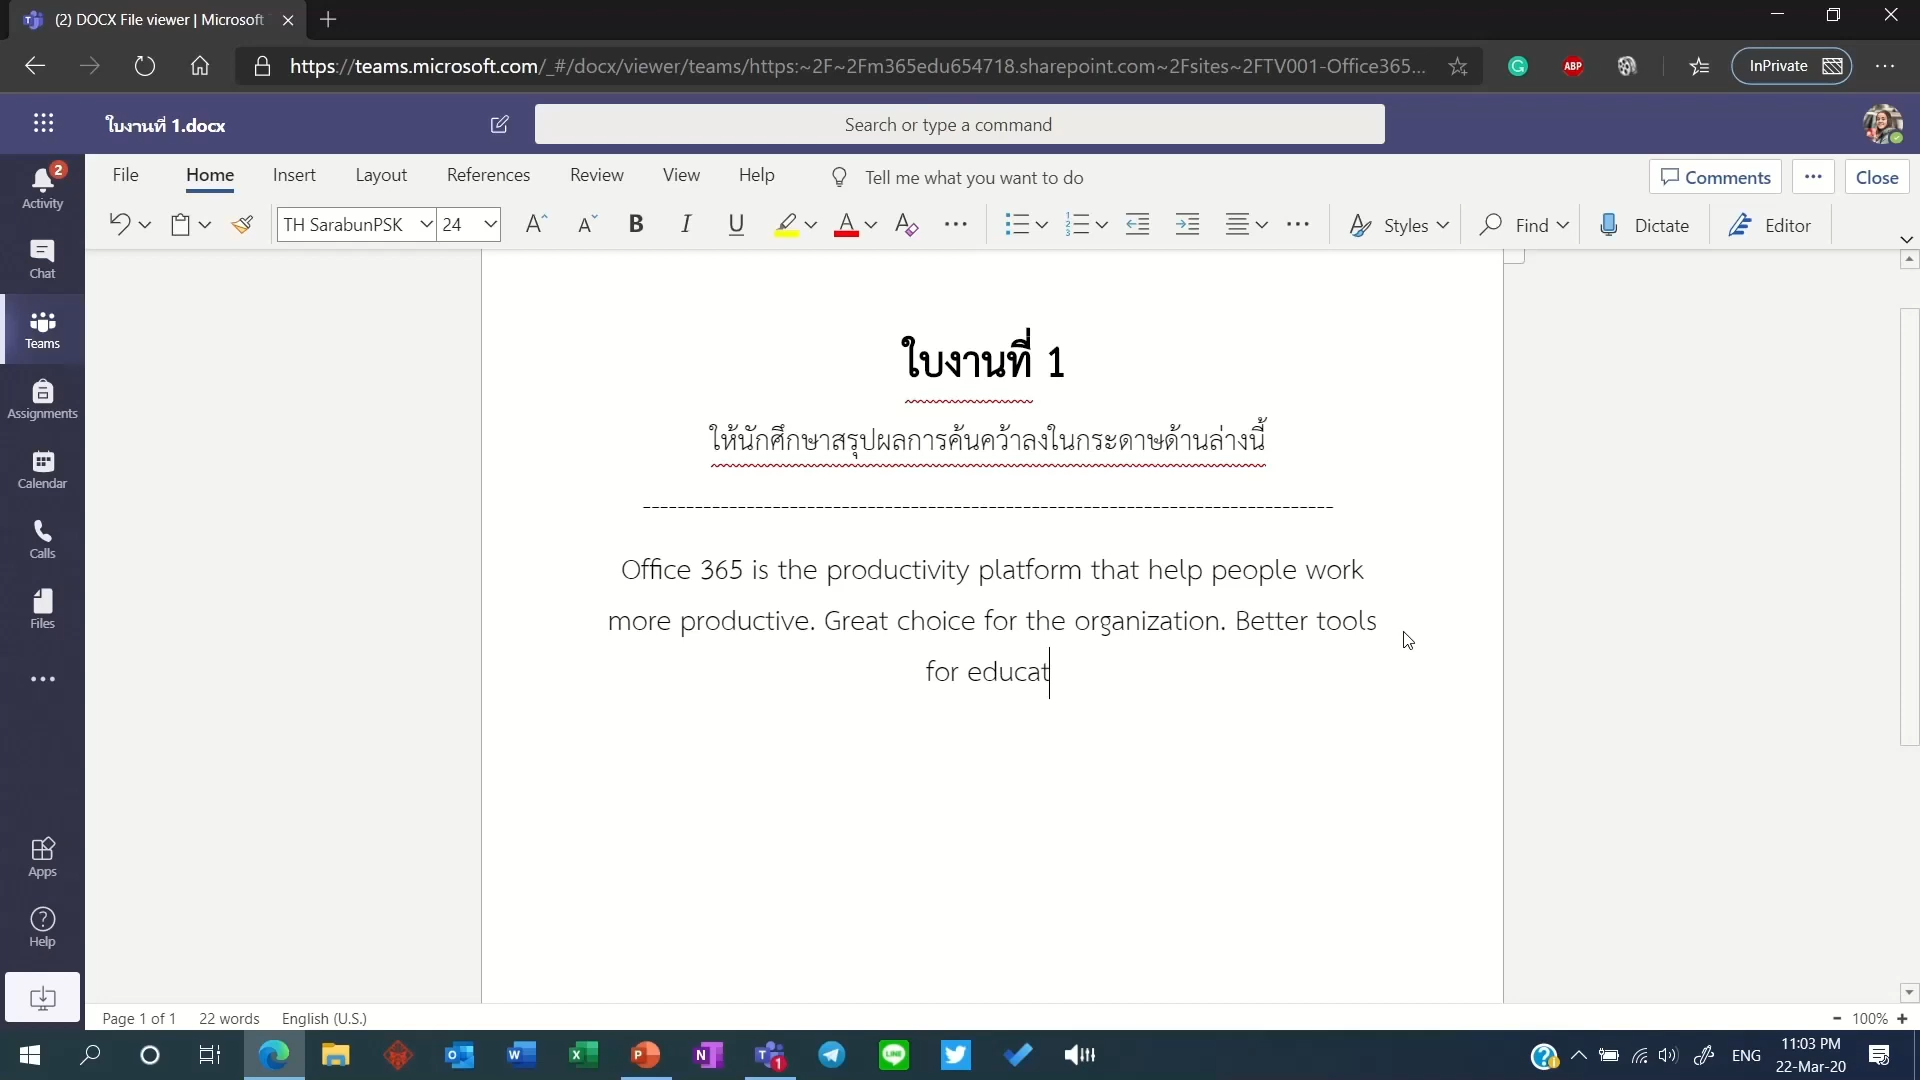 (2) DOCX File viewer | Microsoft
https://teams.microsoft.com/_#/docx/viewer/teams/https:~2F~2Fm365edu654718.sharepoint.com~2Fsites~2FTV001-Office365...
ABP
InPrivate
ใบงานที่ 1.docx
Search or type a command
File Home Insert Layout References Review View Help Tell me what you want to do
Comments Close
TH SarabunPSK 24
Styles Find Dictate Editor
2
Activity
Chat
Teams
Assignments
Calendar
Calls
Files
Apps
Help
ใบงานที่ 1
ให้นักศึกษาสรุปผลการค้นคว้าลงในกระดาษด้านล่างนี้
--------------------------------------------------------------------------------
Office 365 is the productivity platform that help people work
more productive. Great choice for the organization. Better tools
for educat
Page 1 of 1 22 words English (U.S.)
100%
ENG
11:03 PM
22-Mar-20